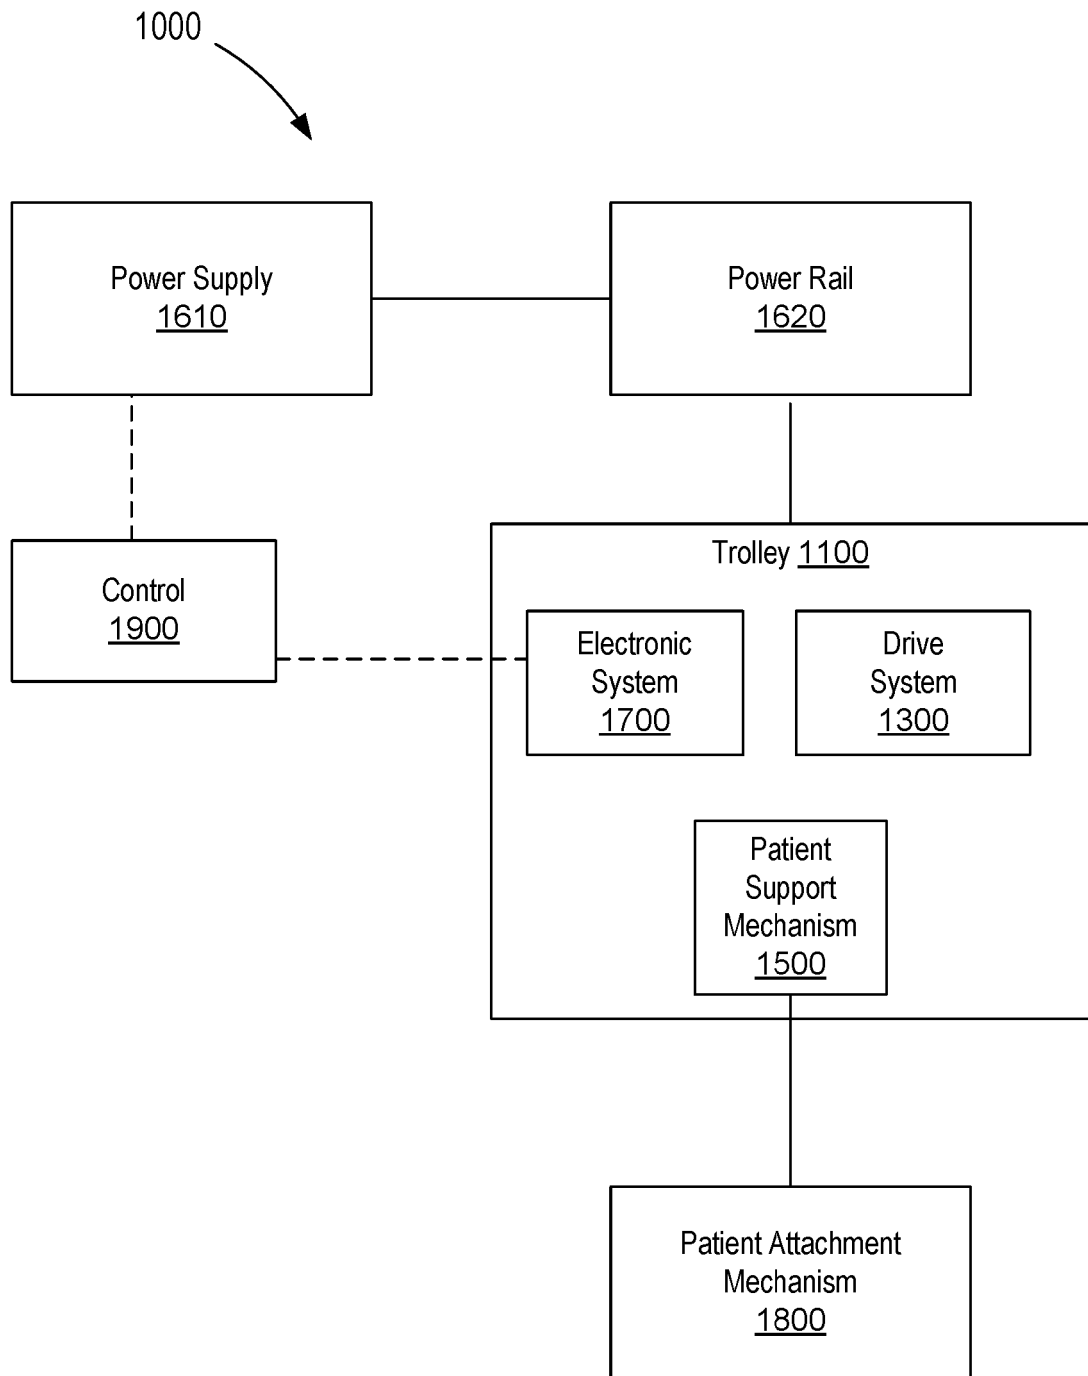 1000
Power Supply
1610
Power Rail
1620
Control
1900
Trolley 1100
Electronic
System
1700
Drive
System
1300
Patient
Support
Mechanism
1500
Patient Attachment
Mechanism
1800